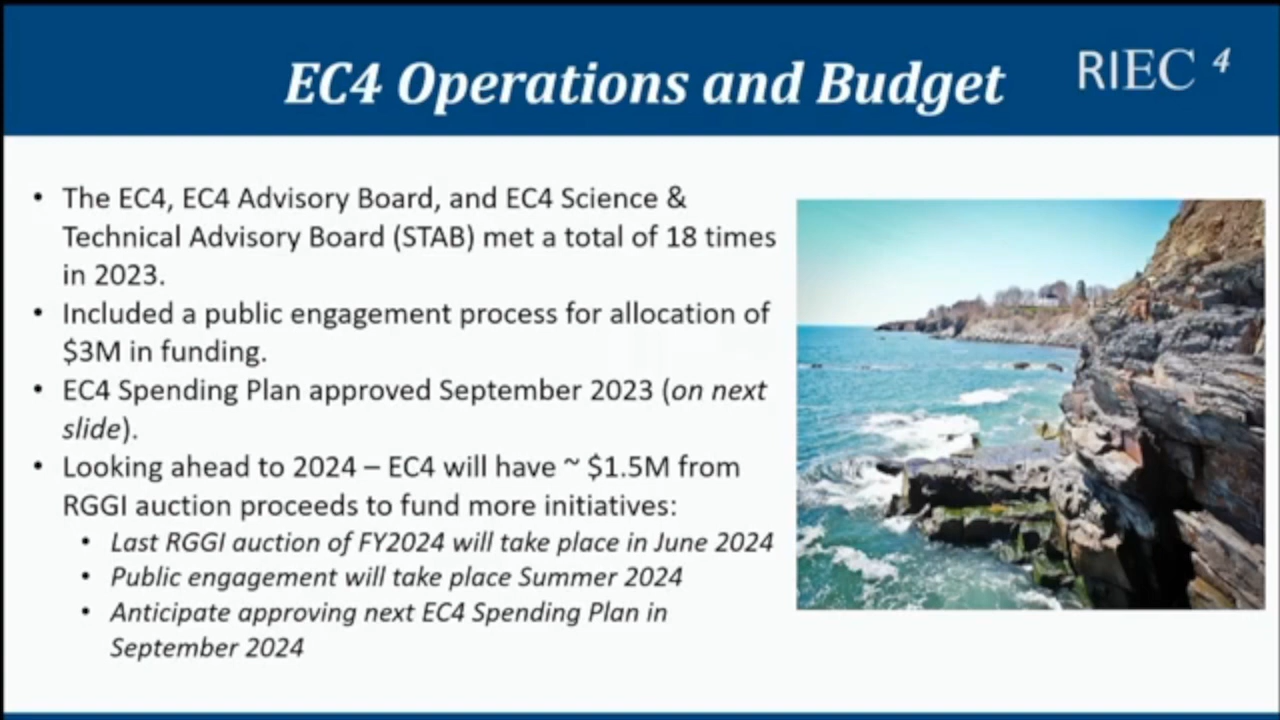 EC4 Operations and Budget
RIEC 4
• The EC4, EC4 Advisory Board, and EC4 Science &
Technical Advisory Board (STAB) met a total of 18 times
in 2023.
• Included a public engagement process for allocation of
$3M in funding.
• EC4 Spending Plan approved September 2023 (on next
slide).
• Looking ahead to 2024 – EC4 will have ~ $1.5M from
RGGI auction proceeds to fund more initiatives:
• Last RGGI auction of FY2024 will take place in June 2024
• Public engagement will take place Summer 2024
• Anticipate approving next EC4 Spending Plan in
September 2024